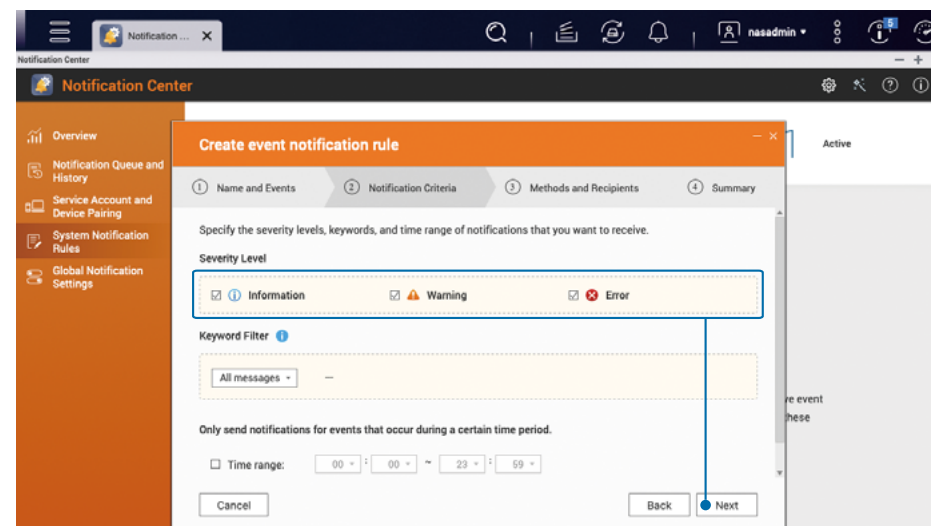 Notification ... ×
nasadmin
5
Notification Center
Notification Center
Overview
Notification Queue and
History
Service Account and
Device Pairing
System Notification
Rules
Global Notification
Settings
Active
Create event notification rule
1 Name and Events
2 Notification Criteria
3 Methods and Recipients
4 Summary
Specify the severity levels, keywords, and time range of notifications that you want to receive.
Severity Level
Information
Warning
Error
Keyword Filter
All messages
—
Only send notifications for events that occur during a certain time period.
Time range: 00 : 00 ~ 23 : 59
Cancel
Back
Next
event
these